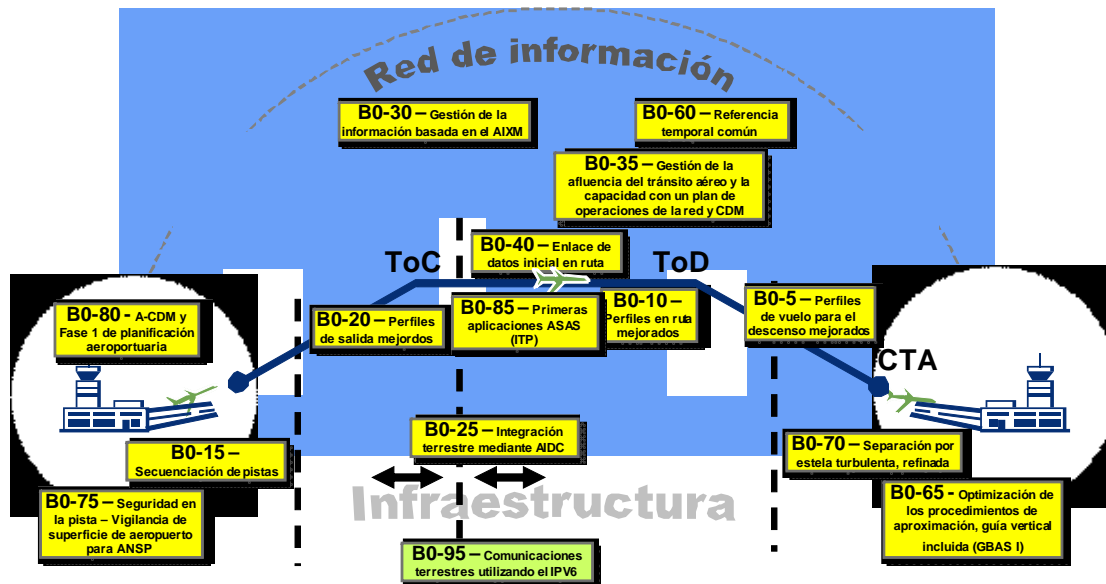 Red de información
B0-30 – Gestión de la
información basada en el AIXM
B0-60 – Referencia
temporal común
B0-35 – Gestión de la
afluencia del tránsito aéreo y la
capacidad con un plan de
operaciones de la red y CDM
B0-40 – Enlace de
datos inicial en ruta
ToC
ToD
B0-80 - A-CDM y
Fase 1 de planificación
aeroportuaria
B0-20 – Perfiles
de salida mejordos
B0-85 – Primeras
aplicaciones ASAS
(ITP)
B0-10 –
Perfiles en ruta
mejorados
B0-5 – Perfiles
de vuelo para el
descenso mejorados
CTA
B0-15 –
Secuenciación de pistas
B0-25 – Integración
terrestre mediante AIDC
B0-70 – Separación por
estela turbulenta, refinada
B0-75 – Seguridad en
la pista – Vigilancia de
superficie de aeropuerto
para ANSP
Infraestructura
B0-65 - Optimización de
los procedimientos de
aproximación, guía vertical
incluida (GBAS I)
B0-95 – Comunicaciones
terrestres utilizando el IPV6